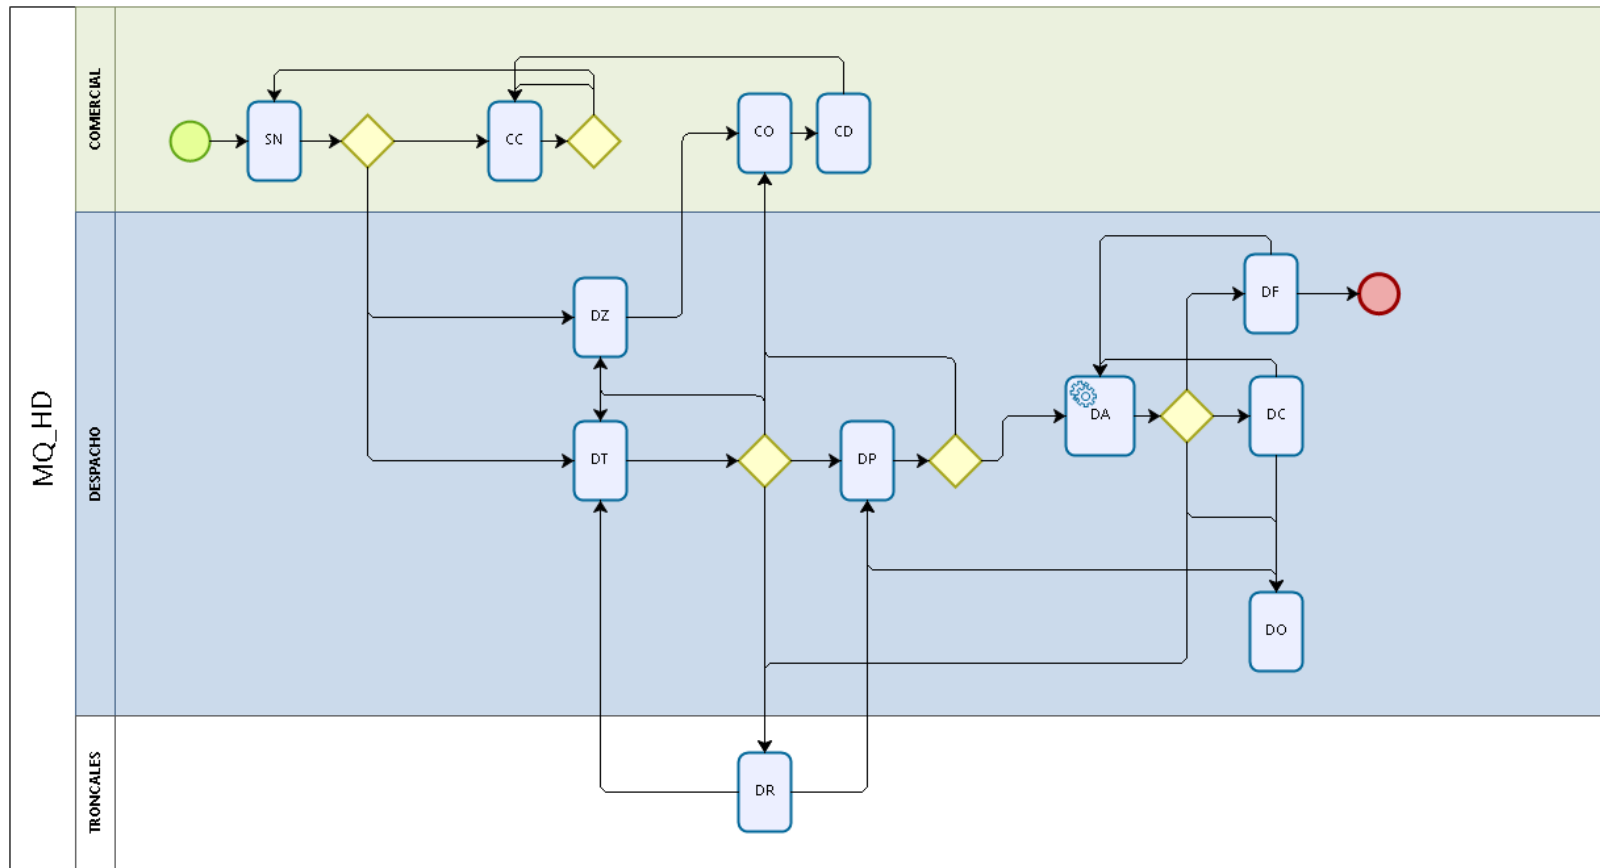 MQ_HD
COMERCIAL
SN
CC
CO
CD
DESPACHO
DZ
DF
DT
DP
DA
DC
DO
TRONCALES
DR